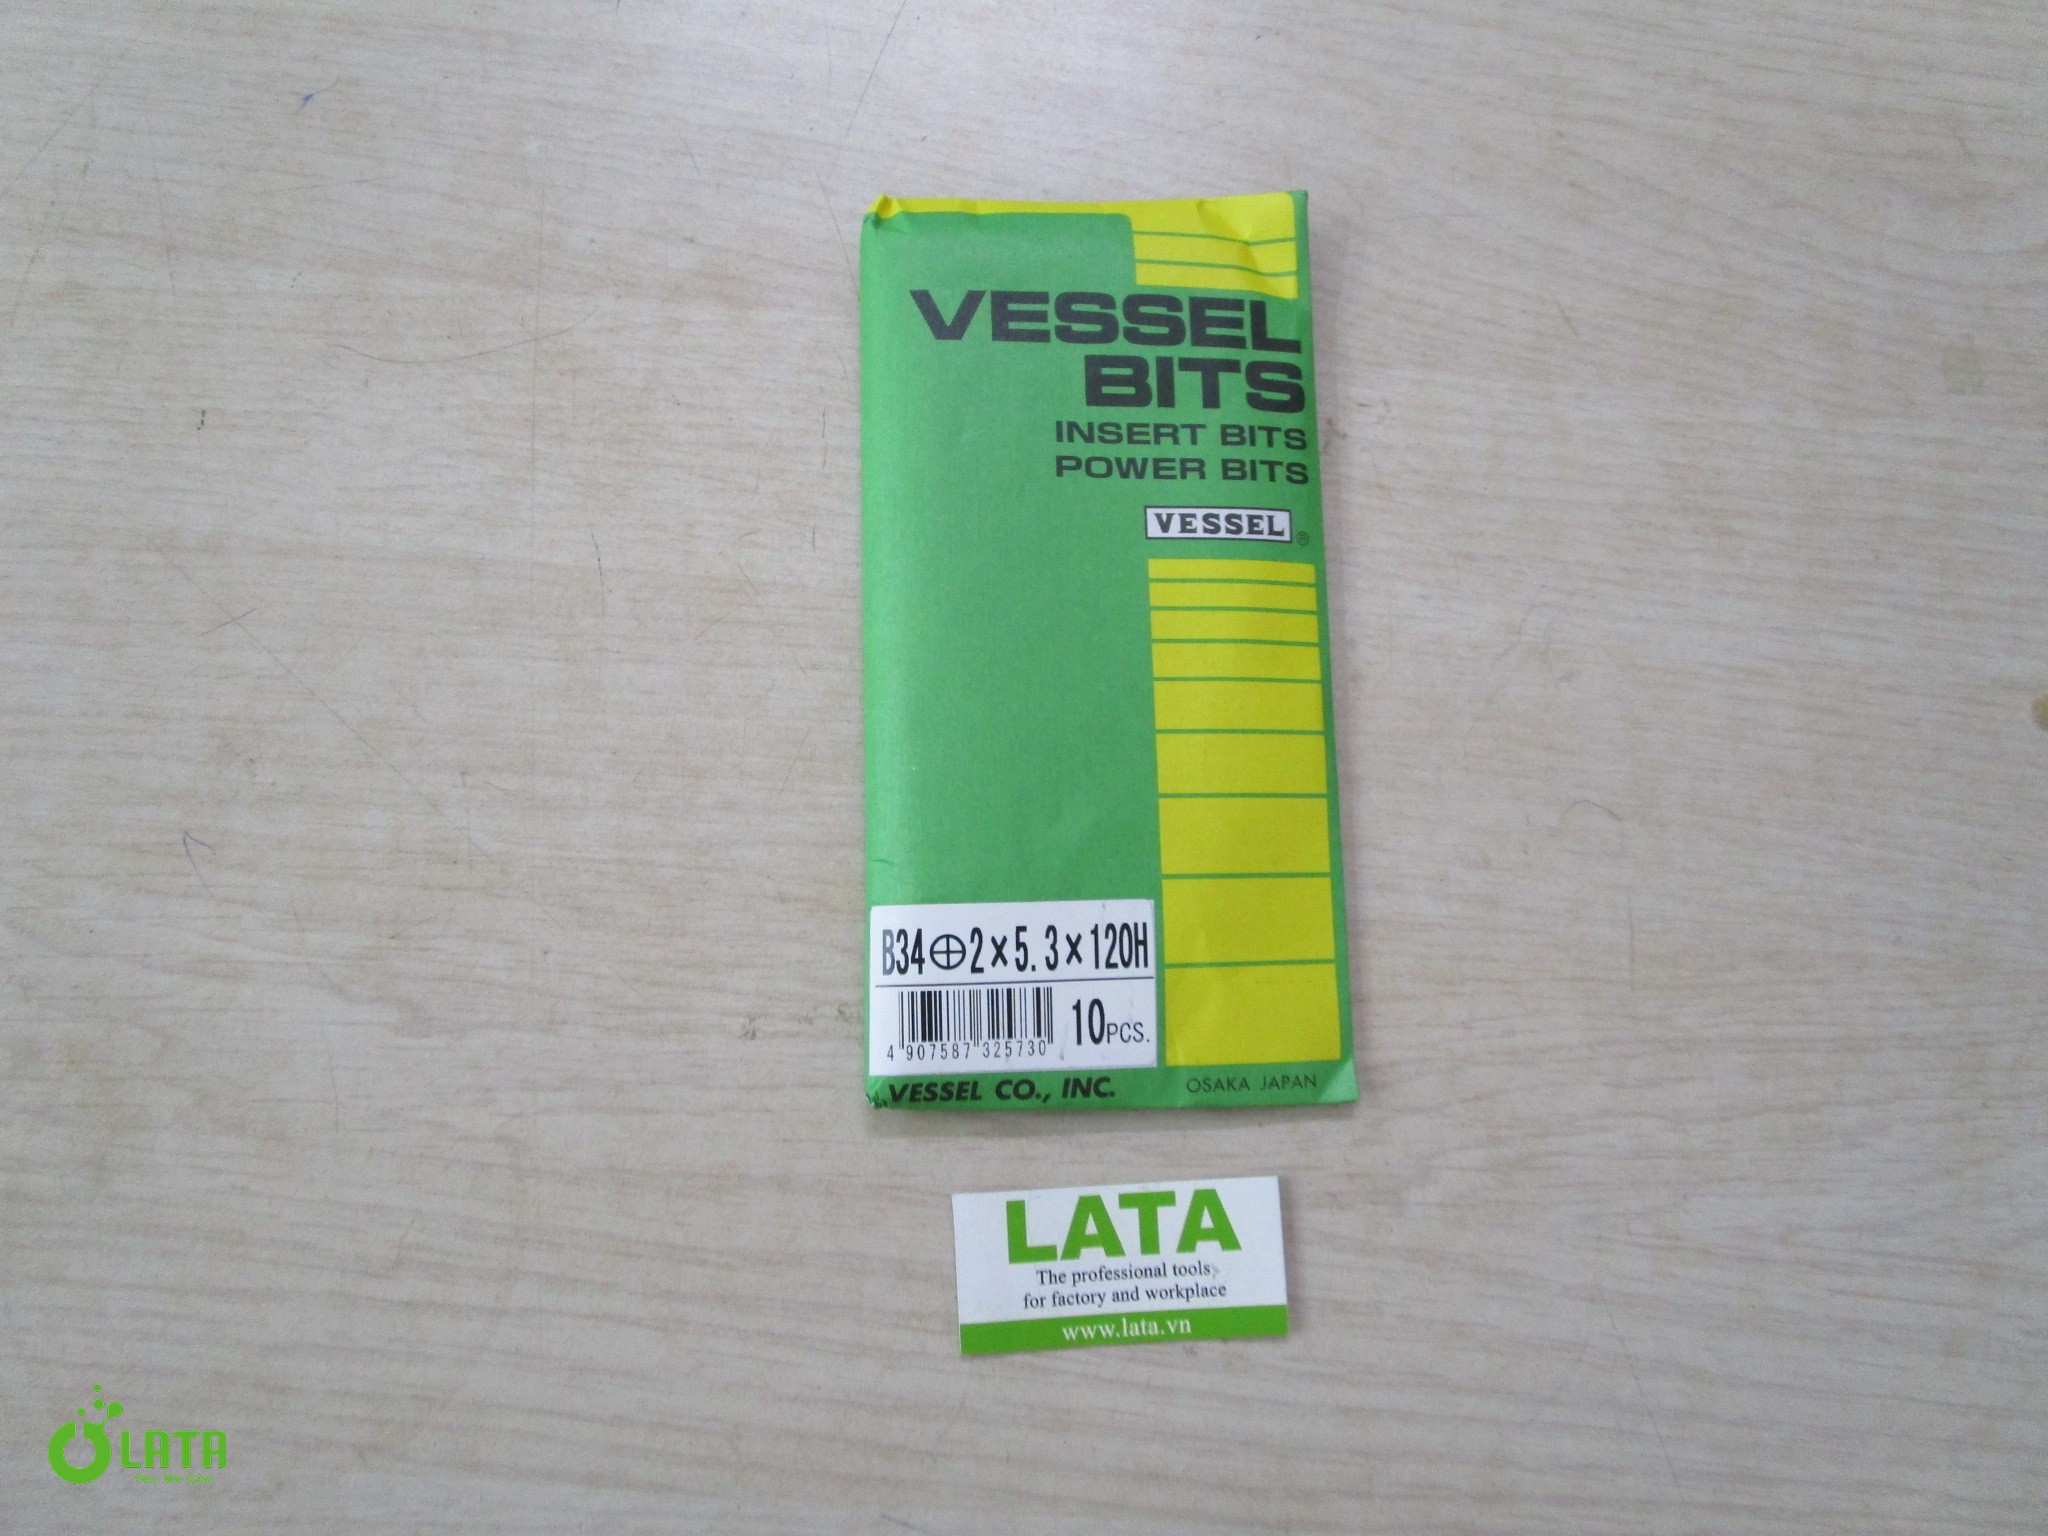 VESSEL
BITS
INSERT BITS
POWER BITS
VESSEL ®
B34⊕2×5.3×120H
10PCS.
4 907587 325730
VESSEL CO., INC.
OSAKA JAPAN
LATA
The professional tools
for factory and workplace
www.lata.vn
LATA